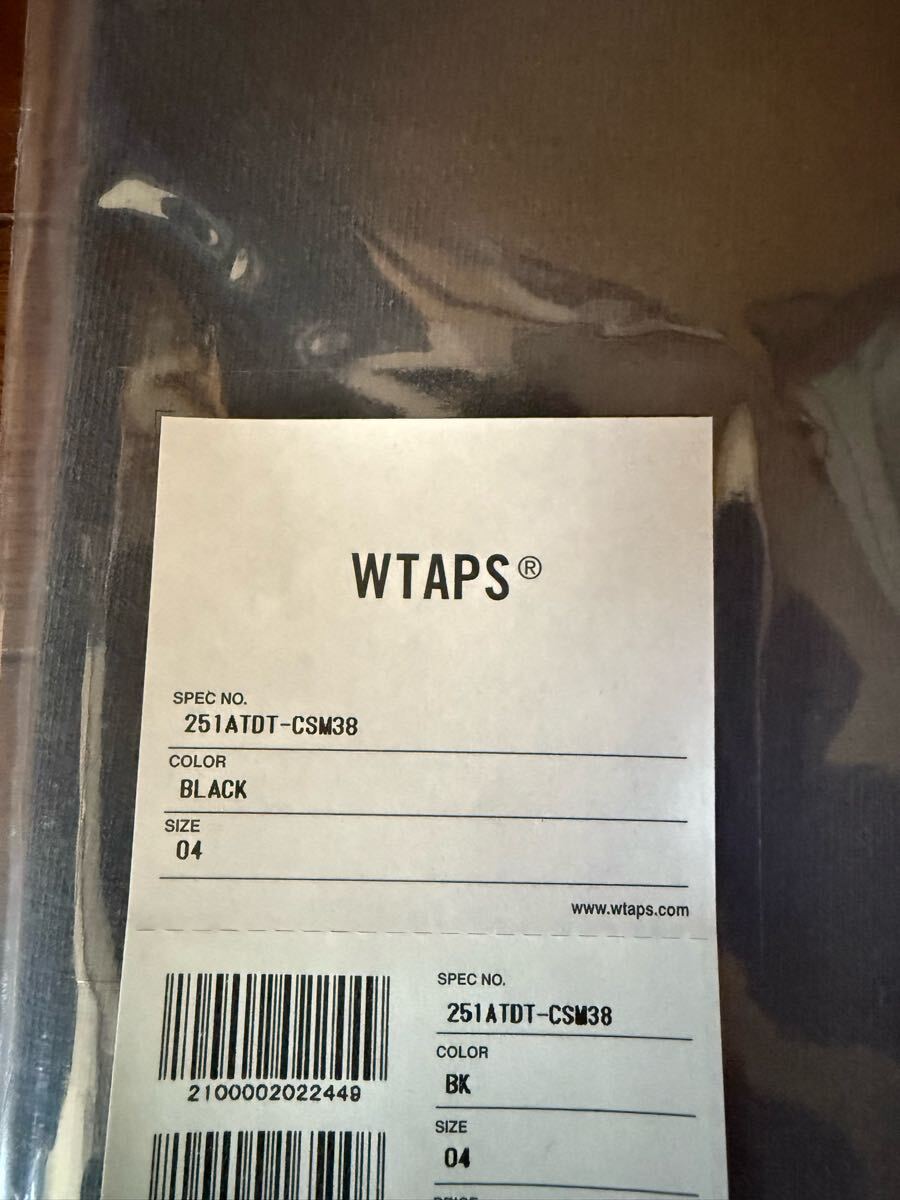 WTAPS®
SPEC NO.
251ATDT-CSM38
COLOR
BLACK
SIZE
04
www.wtaps.com
2100002022449
SPEC NO.
251ATDT-CSM38
COLOR
BK
SIZE
04